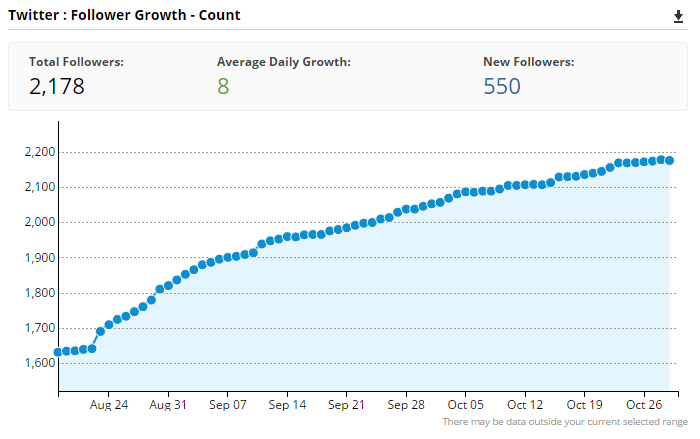 Twitter : Follower Growth - Count
Total Followers: Average Daily Growth: New Followers:
2,178 8 550
2,200
2,100
2,000
1,900
1,800
1,700
1,600
Aug 24 Aug 31 Sep 07 Sep 14 Sep 21 Sep 28 Oct 05 Oct 12 Oct 19 Oct 26
There may be data outside your current selected range